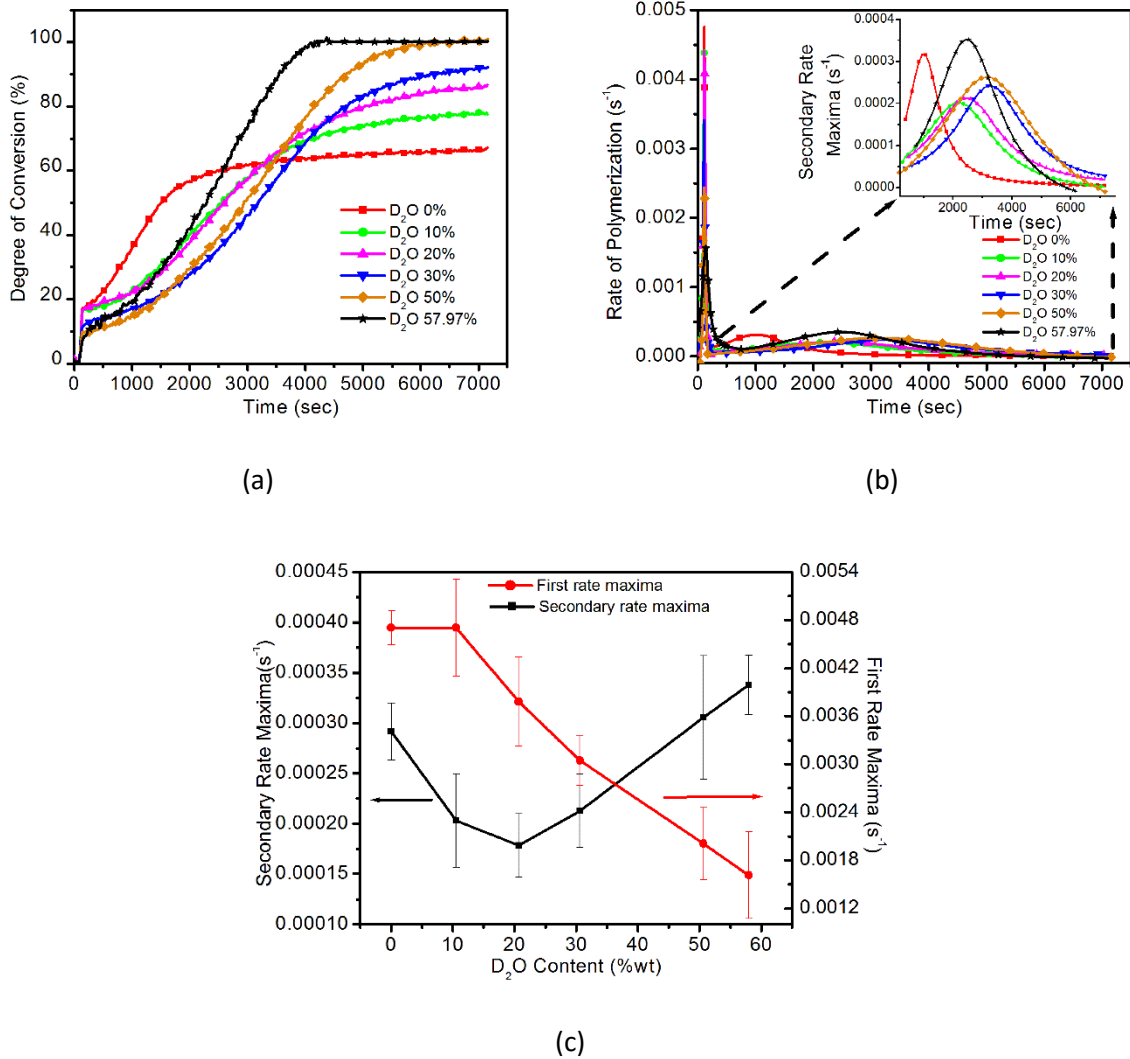 100
80
60
40
20
0
Degree of Conversion (%)
0 1000 2000 3000 4000 5000 6000 7000
Time (sec)
D2O 0%
D2O 10%
D2O 20%
D2O 30%
D2O 50%
D2O 57.97%
(a)
0.005
0.004
0.003
0.002
0.001
0.000
Rate of Polymerization (s-1)
0 1000 2000 3000 4000 5000 6000 7000
Time (sec)
0.0004
0.0003
0.0002
0.0001
0.0000
Secondary Rate
Maxima (s-1)
2000 4000 6000
Time (sec)
D2O 0%
D2O 10%
D2O 20%
D2O 30%
D2O 50%
D2O 57.97%
(b)
First rate maxima
Secondary rate maxima
0.00045
0.00040
0.00035
0.00030
0.00025
0.00020
0.00015
0.00010
Secondary Rate Maxima(s-1)
0.0054
0.0048
0.0042
0.0036
0.0030
0.0024
0.0018
0.0012
First Rate Maxima (s-1)
0 10 20 30 40 50 60
D2O Content (%wt)
(c)